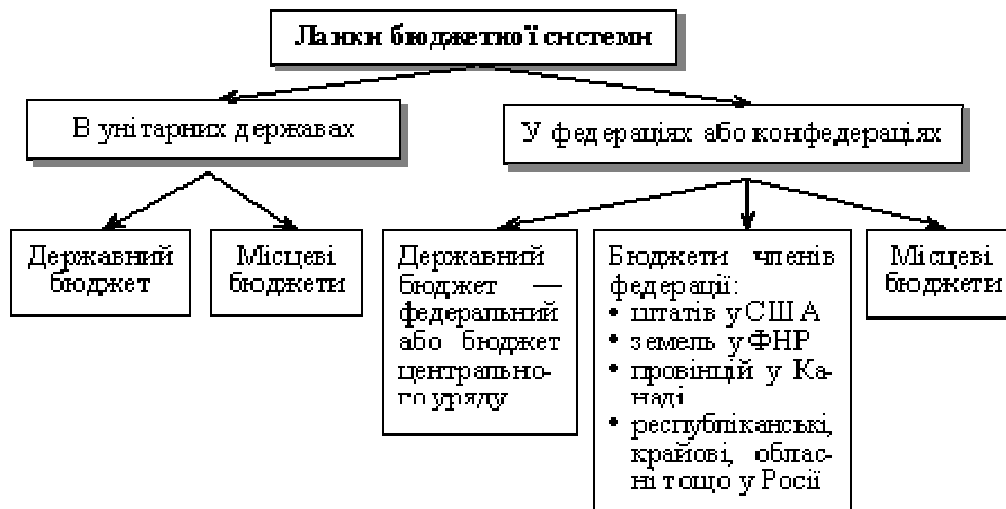 Ланки бюджетної системи
В унітарних державах
У федераціях або конфедераціях
Державний
бюджет
Місцеві
бюджети
Державний
бюджет —
федеральний
або бюджет
центрально-
го уряду
Бюджети членів
федерації:
• штатів у США
• земель у ФНР
• провінцій у Ка-
наді
• республіканські,
крайові, облас-
ні тощо у Росії
Місцеві
бюджети